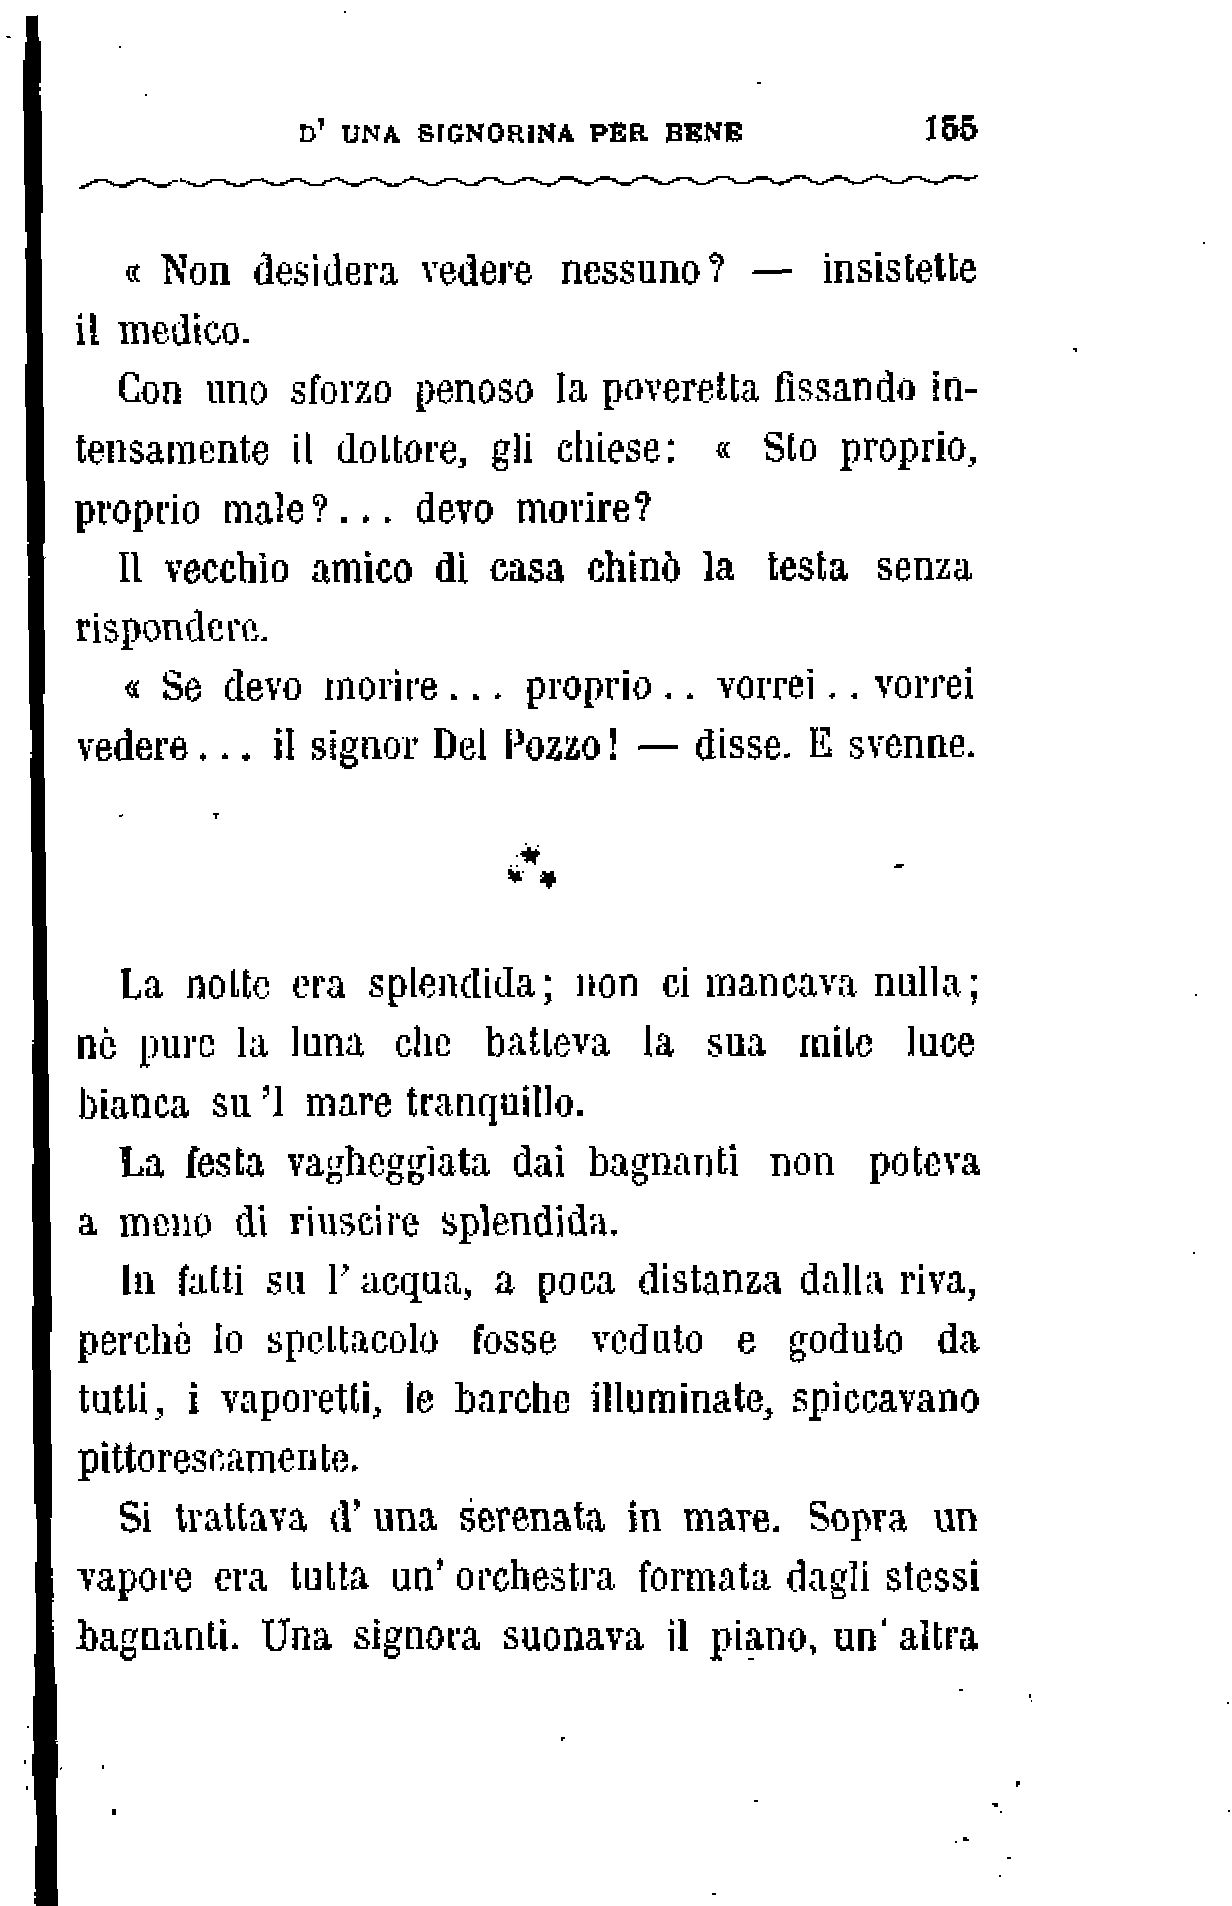 D' UNA SIGNORINA PER BENE 155
« Non desidera vedere nessuno? — insistette
il medico.
Con uno sforzo penoso la poveretta fissando in-
tensamente il dottore, gli chiese: « Sto proprio,
proprio male?... devo morire?
Il vecchio amico di casa chinò la testa senza
rispondere.
« Se devo morire... proprio.. vorrei.. vorrei
vedere... il signor Del Pozzo! — disse. E svenne.
⁂
La notte era splendida; non ci mancava nulla;
nè pure la luna che batteva la sua mite luce
bianca su 'l mare tranquillo.
La festa vagheggiata dai bagnanti non poteva
a meno di riuscire splendida.
In fatti su l' acqua, a poca distanza dalla riva,
perchè lo spettacolo fosse veduto e goduto da
tutti, i vaporetti, le barche illuminate, spiccavano
pittorescamente.
Si trattava d' una serenata in mare. Sopra un
vapore era tutta un' orchestra formata dagli stessi
bagnanti. Una signora suonava il piano, un' altra